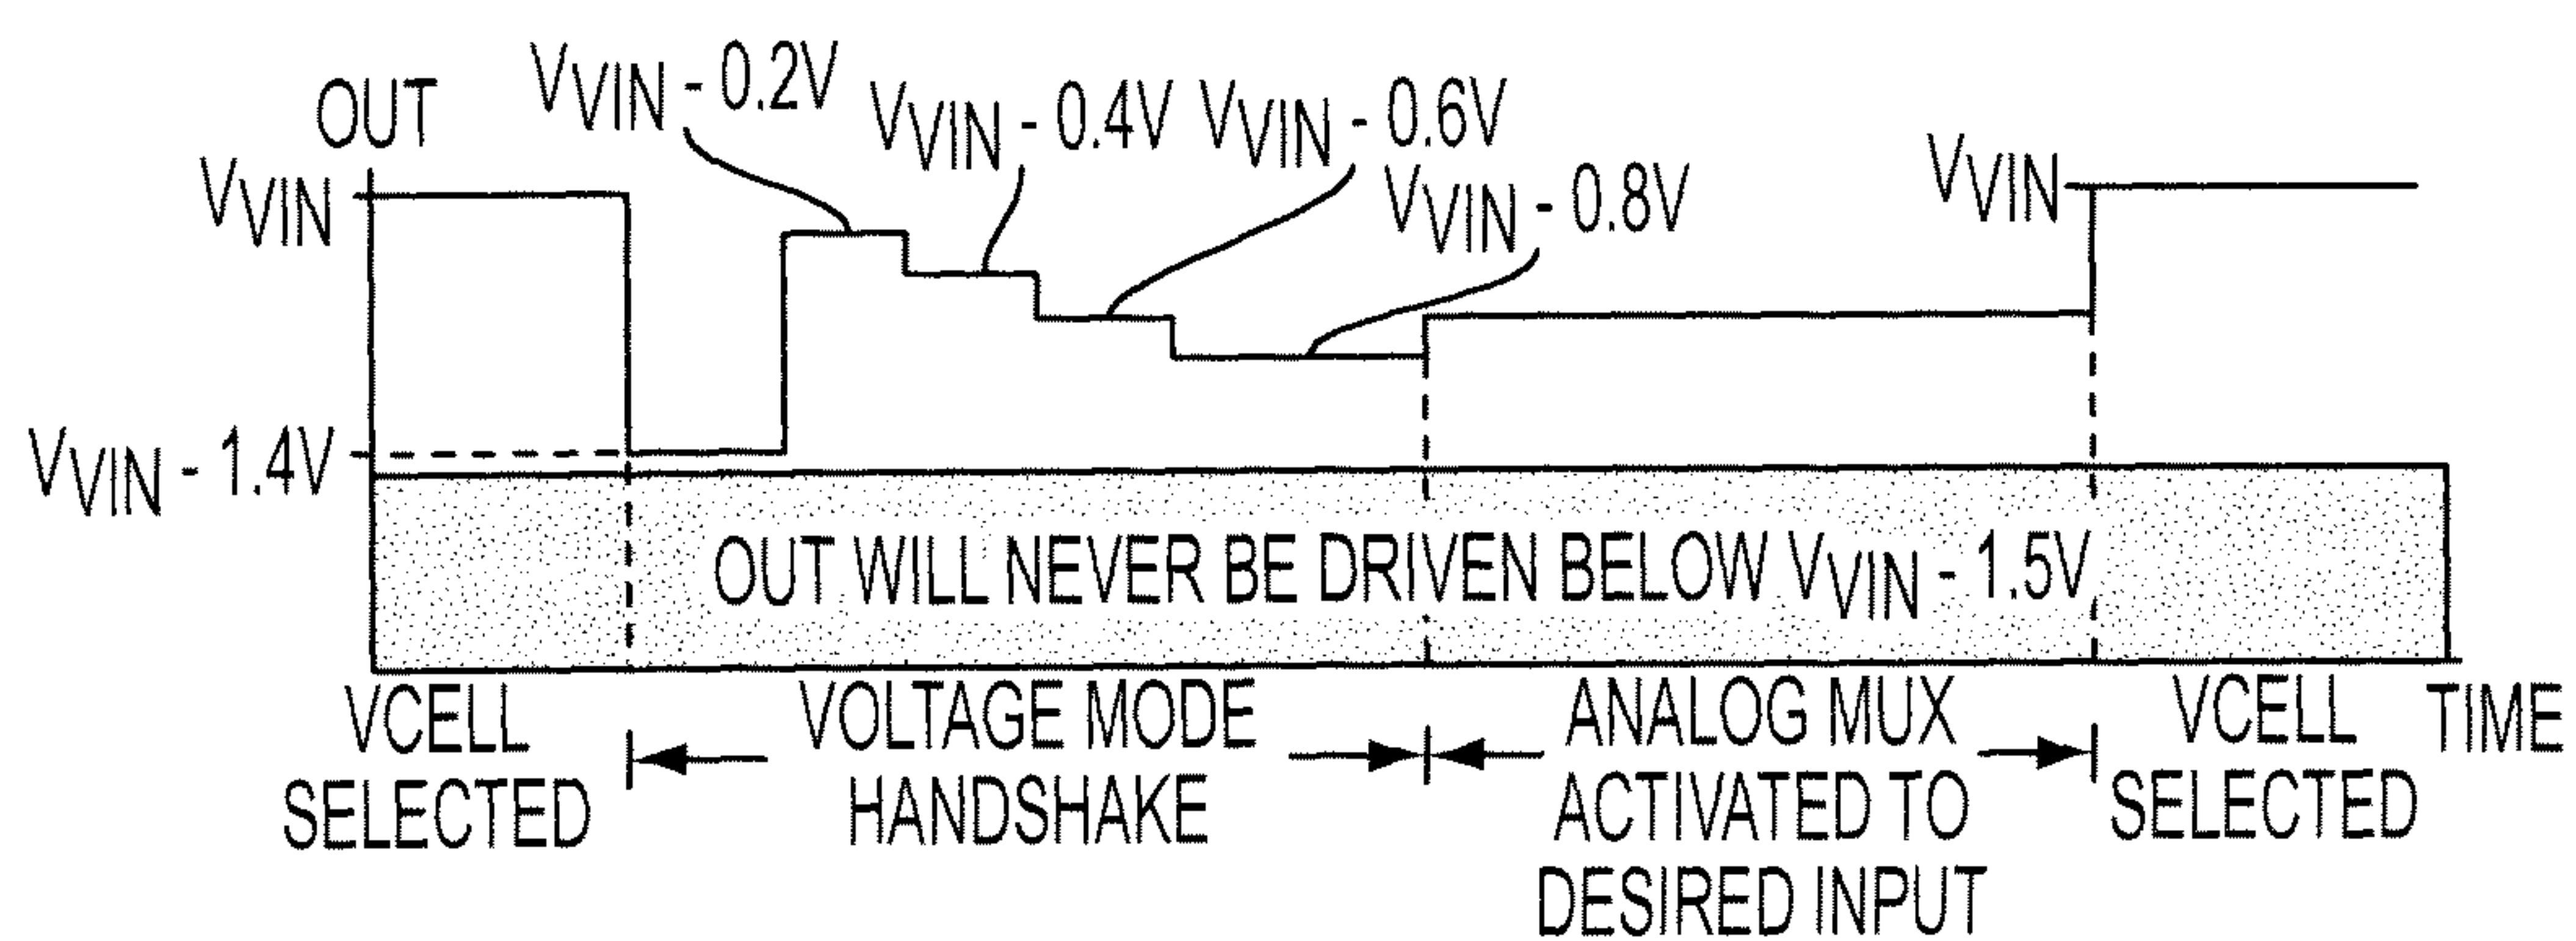 OUT
VVIN - 0.2V
VVIN - 0.4V
VVIN - 0.6V
VVIN - 0.8V
VVIN
VVIN
VVIN - 1.4V
OUT WILL NEVER BE DRIVEN BELOW VVIN - 1.5V
VCELL
SELECTED
VOLTAGE MODE
HANDSHAKE
ANALOG MUX
ACTIVATED TO
DESIRED INPUT
VCELL
SELECTED
TIME